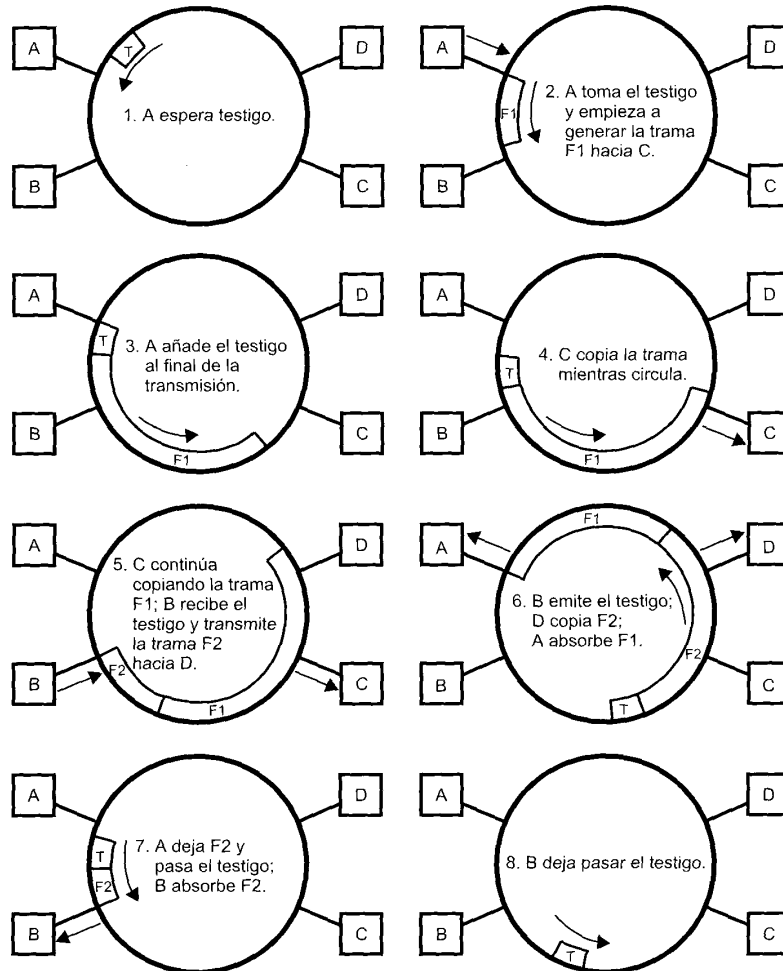 A
T
D
1. A espera testigo.
B
C
A
D
F1
2. A toma el testigo
y empieza a
generar la trama
F1 hacia C.
B
C
A
D
T
3. A añade el testigo
al final de la
transmisión.
B
F1
C
A
D
T
4. C copia la trama
mientras circula.
B
F1
C
A
D
5. C continúa
copiando la trama
F1; B recibe el
testigo y transmite
la trama F2
hacia D.
B
F2
F1
C
A
F1
D
6. B emite el testigo;
D copia F2;
A absorbe F1.
F2
B
T
C
A
D
T
F2
7. A deja F2 y
pasa el testigo;
B absorbe F2.
B
C
A
D
8. B deja pasar el testigo.
B
T
C